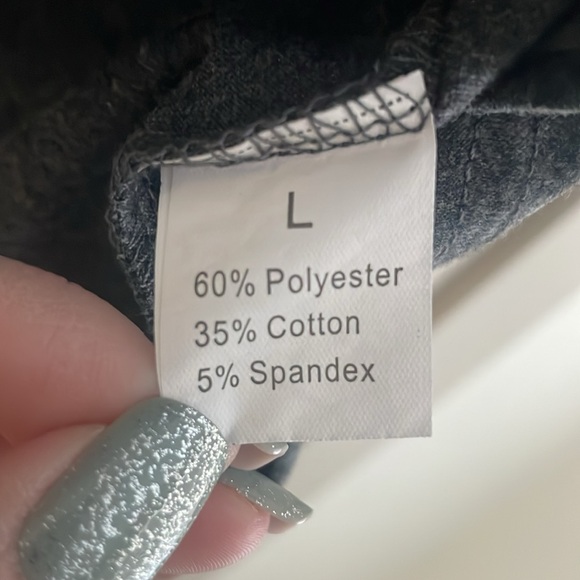 L
60% Polyester
35% Cotton
5% Spandex